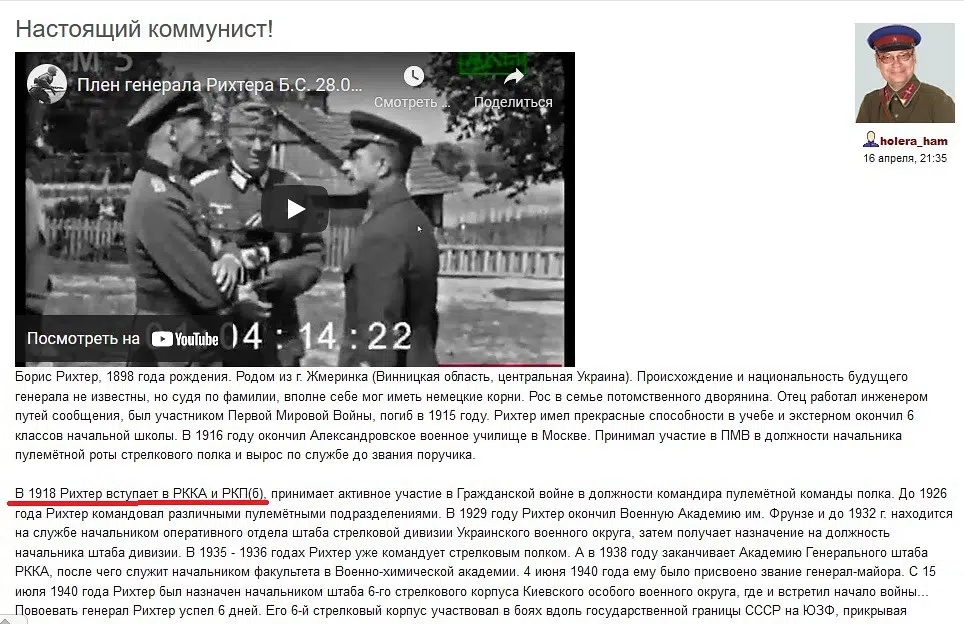 Настоящий коммунист!
М 5
Плен генерала Рихтера Б.С. 28.0...
Смотреть ...
Поделиться
Посмотреть на YouTube
04:14:22
holera_ham
16 апреля, 21:35
Борис Рихтер, 1898 года рождения. Родом из г. Жмеринка (Винницкая область, центральная Украина). Происхождение и национальность будущего
генерала не известны, но судя по фамилии, вполне себе мог иметь немецкие корни. Рос в семье потомственного дворянина. Отец работал инженером
путей сообщения, был участником Первой Мировой Войны, погиб в 1915 году. Рихтер имел прекрасные способности в учебе и экстерном окончил 6
классов начальной школы. В 1916 году окончил Александровское военное училище в Москве. Принимал участие в ПМВ в должности начальника
пулемётной роты стрелкового полка и вырос по службе до звания поручика.
В 1918 Рихтер вступает в РККА и РКП(б), принимает активное участие в Гражданской войне в должности командира пулемётной команды полка. До 1926
года Рихтер командовал различными пулемётными подразделениями. В 1929 году Рихтер окончил Военную Академию им. Фрунзе и до 1932 г. находится
на службе начальником оперативного отдела штаба стрелковой дивизии Украинского военного округа, затем получает назначение на должность
начальника штаба дивизии. В 1935 - 1936 годах Рихтер уже командует стрелковым полком. А в 1938 году заканчивает Академию Генерального штаба
РККА, после чего служит начальником факультета в Военно-химической академии. 4 июня 1940 года ему было присвоено звание генерал-майора. С 15
июля 1940 года Рихтер был назначен начальником штаба 6-го стрелкового корпуса Киевского особого военного округа, где и встретил начало войны...
Повоевать генерал Рихтер успел 6 дней. Его 6-й стрелковый корпус участвовал в боях вдоль государственной границы СССР на ЮЗФ, прикрывая